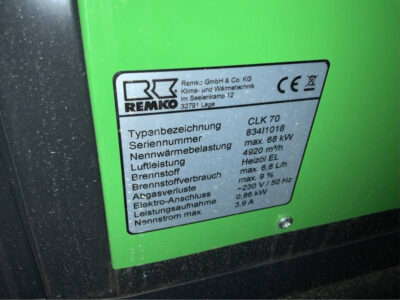 REMKO
Remko GmbH & Co. KG
Klima- und Wärmetechnik
Im Seelenkamp 12
32791 Lage
CE
Typenbezeichnung CLK 70
Seriennummer 834I1018
Nennwärmebelastung max. 68 kW
Luftleistung 4920 m³/h
Brennstoff Heizöl EL
Brennstoffverbrauch max. 6,6 L/h
Abgasverluste max. 9 %
Elektro-Anschluss ~230 V / 50 Hz
Leistungsaufnahme 0,86 kW
Nennstrom max. 3,9 A